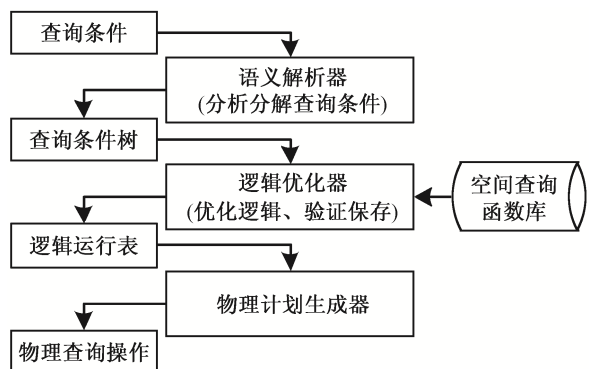 查询条件
语义解析器
(分析分解查询条件)
查询条件树
逻辑优化器
(优化逻辑、验证保存)
空间查询
函数库
逻辑运行表
物理计划生成器
物理查询操作